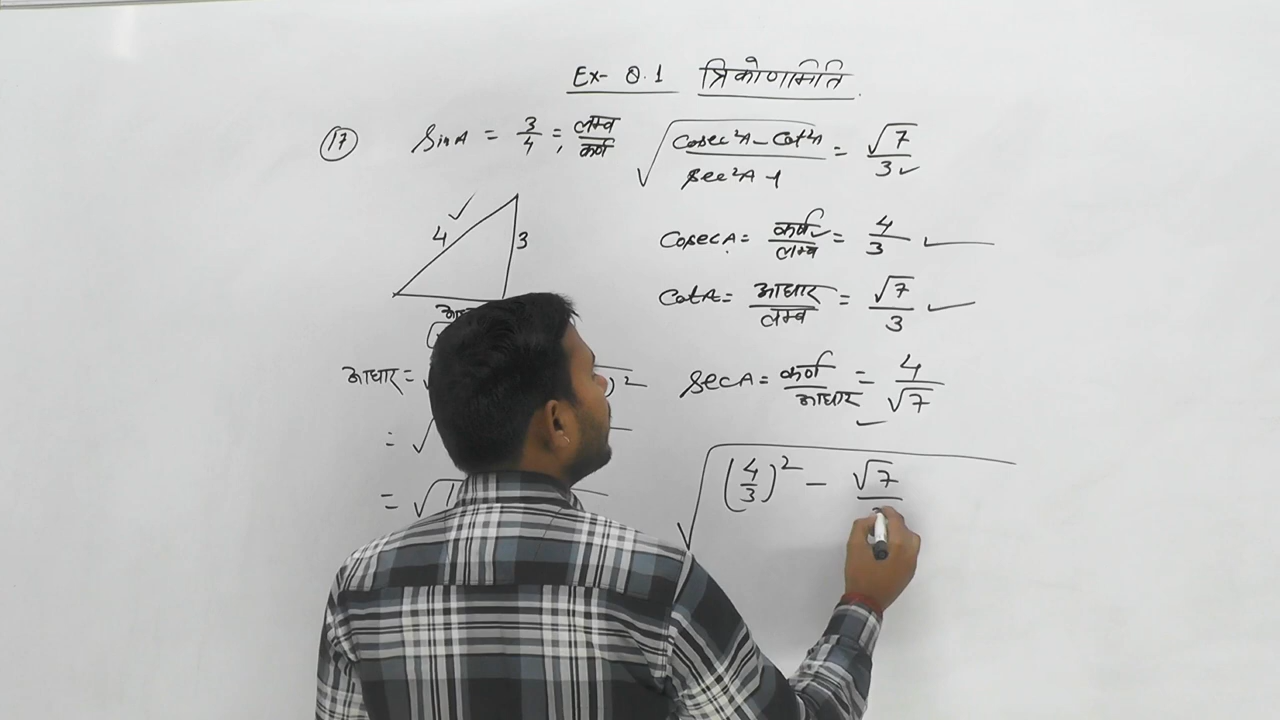 Ex- 8.1 त्रिकोणमिति
(17) SinA = 3/4 = लम्ब/कर्ण √((Cosec²A - Cot²A)/(Sec²A - 1)) = √7/3
4 3
CosecA = कर्ण/लम्ब = 4/3
CotA = आधार/लम्ब = √7/3
आधार = √ )²
SecA = कर्ण/आधार = 4/√7
= √
= √1
√ (4/3)² - √7/